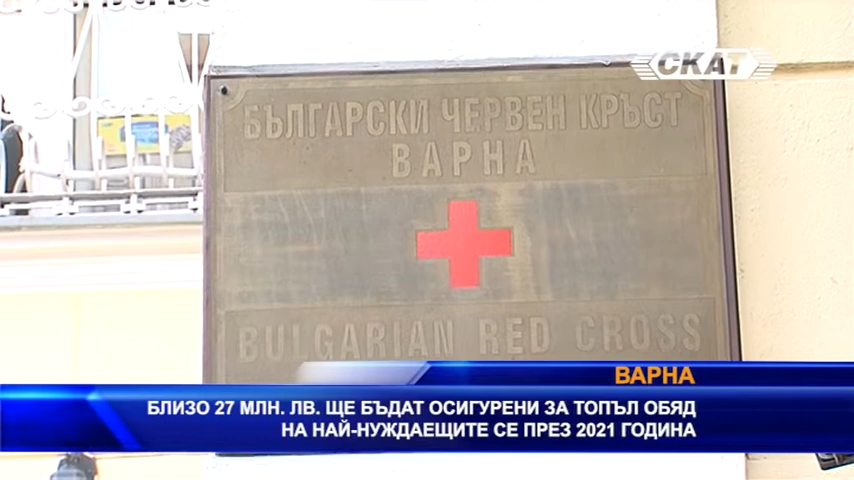 СКАТ
БЪЛГАРСКИ ЧЕРВЕН КРЪСТ
ВАРНА
BULGARIAN RED CROSS
ВАРНА
БЛИЗО 27 МЛН. ЛВ. ЩЕ БЪДАТ ОСИГУРЕНИ ЗА ТОПЪЛ ОБЯД
НА НАЙ-НУЖДАЕЩИТЕ СЕ ПРЕЗ 2021 ГОДИНА